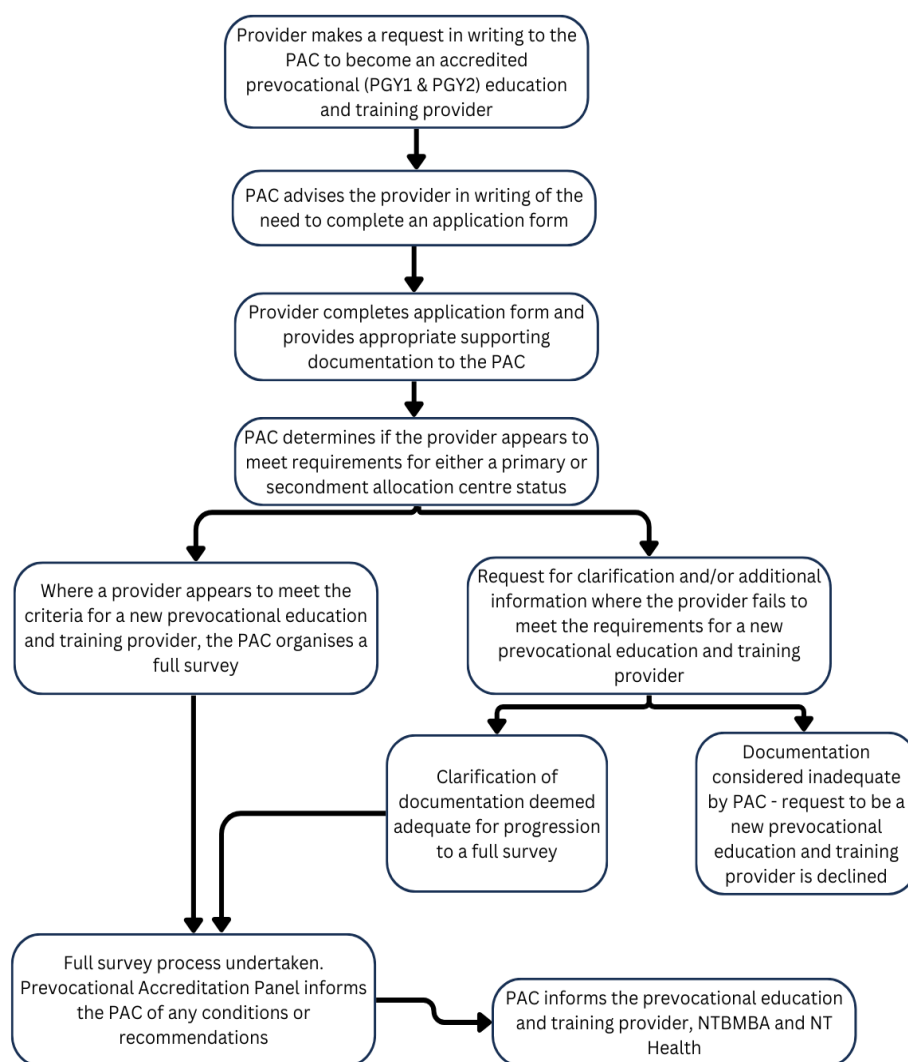 Provider makes a request in writing to the
PAC to become an accredited
prevocational (PGY1 & PGY2) education
and training provider
PAC advises the provider in writing of the
need to complete an application form
Provider completes application form and
provides appropriate supporting
documentation to the PAC
PAC determines if the provider appears to
meet requirements for either a primary or
secondment allocation centre status
Where a provider appears to meet the
criteria for a new prevocational education
and training provider, the PAC organises a
full survey
Request for clarification and/or additional
information where the provider fails to
meet the requirements for a new
prevocational education and training
provider
Clarification of
documentation deemed
adequate for progression
to a full survey
Documentation
considered inadequate
by PAC - request to be a
new prevocational
education and training
provider is declined
Full survey process undertaken.
Prevocational Accreditation Panel informs
the PAC of any conditions or
recommendations
PAC informs the prevocational education
and training provider, NTBMBA and NT
Health